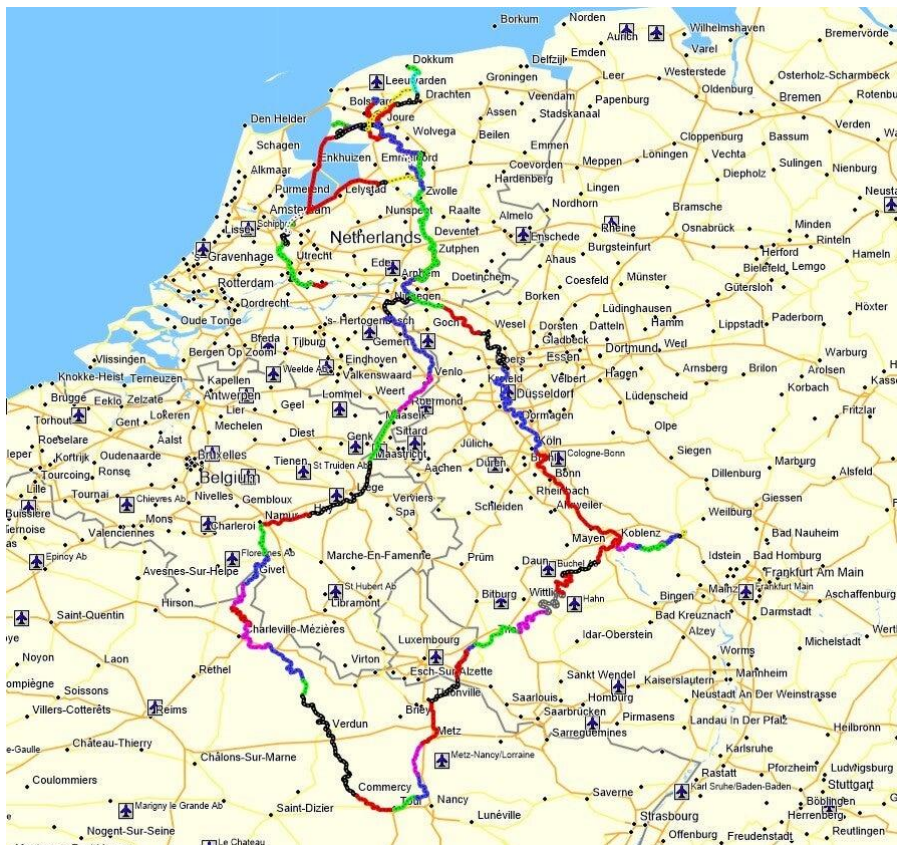 Borkum
Norden
Aurich
Wilhelmshaven
Bremervörde
Emden
Varel
Dokkum
Delfzijl
Leer
Westerstede
Osterholz-Scharmbeck
Leeuwarden
Groningen
Oldenburg
Bremen
Drachten
Veendam
Papenburg
Assen
Stadskanaal
Den Helder
Joure
Wolvega
Beilen
Cloppenburg
Bassum
Verden
Schagen
Emmen
Löningen
Vechta
Sulingen
Enkhuizen
Meppen
Nienburg
Alkmaar
Coevorden
Diepholz
Hardenberg
Lingen
Purmerend
Lelystad
Zwolle
Bramsche
Nordhorn
Amsterdam
Nunspeet
Raalte
Almelo
Minden
Osnabrück
Rheine
Deventer
Enschede
Rinteln
Netherlands
Burgsteinfurt
Herford
Zutphen
Hameln
Gravenhage
Utrecht
Ahaus
Bielefeld
Lemgo
Ede
Arnhem
Doetinchem
Coesfeld
Münster
Gütersloh
Rotterdam
Borken
Höxter
Dordrecht
Lüdinghausen
Paderborn
Oude Tonge
's- Hertogenbosch
Goch
Wesel
Dorsten
Datteln
Hamm
Lippstadt
Breda
Tijlburg
Gemert
Gladbeck
Werl
Warburg
Vlissingen
Bergen Op Zoom
Eindhoven
Essen
Dortmund
Knokke-Heist
Terneuzen
Kapellen
Weelde Ab
Valkenswaard
Venlo
Velbert
Hagen
Arnsberg
Brilon
Arolsen
Brugge
Eeklo
Zelzate
Antwerpen
Weert
Düsseldorf
Lüdenscheid
Korbach
Torhout
Lokeren
Lier
Geel
Lommel
Roermond
Dormagen
Fritzlar
Gent
Mechelen
Maaseik
Roeselare
Aalst
Diest
Sittard
Olpe
Kortrijk
Oudenaarde
Genk
Jülich
Köln
Cologne-Bonn
Siegen
Marburg
Tourcoing
Ronse
Tienen
St Truiden Ab
Maastricht
Düren
Bonn
Dillenburg
Alsfeld
Lille
Belgium
Aachen
Tournai
Chievres Ab
Nivelles
Gembloux
Rheinbach
Giessen
Mons
Namur
Verviers
Schleiden
Ahrweiler
Weilburg
Valenciennes
Charleroi
Spa
Koblenz
Mayen
Bad Nauheim
Epincy Ab
Florennes Ab
Marche-En-Famenne
Prüm
Daun
Idstein
Bad Homburg
Avesnes-Sur-Helpe
Givet
Buchel
Frankfurt Am Main
St Hubert Ab
Bitburg
Hahn
Mainz
Frankfurt Main
Aschaffenburg
Hirson
Libramont
Bingen
Saint-Quentin
Bad Kreuznach
Darmstadt
Charleville-Mézières
Idar-Oberstein
Alzey
Michelstadt
Noyon
Laon
Luxembourg
Worms
Rethel
Virton
Esch-Sur-Alzette
Sankt Wendel
Kaiserslautern
Mannheim
Soissons
Thionville
Saarlouis
Homburg
Neustadt An Der Weinstrasse
Villers-Cotterêts
Reims
Briey
Saarbrücken
Pirmasens
Landau In Der Pfalz
Verdun
Metz
Sarreguemines
Heilbronn
Château-Thierry
Châlons-Sur-Marne
Metz-Nancy/Lorraine
Karlsruhe
Coulommiers
Commercy
Rastatt
Pforzheim
Ludwigsburg
Saint-Dizier
Toul
Nancy
Saverne
Karl Sruhe/Baden-Baden
Stuttgart
Marigny le Grande Ab
Lunéville
Strasbourg
Böblingen
Herrenberg
Nogent-Sur-Seine
Offenburg
Freudenstadt
Reutlingen
Le Chateau